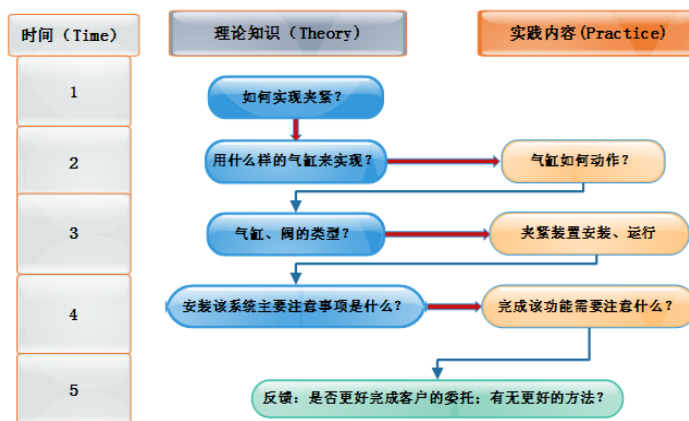 时间（Time） 理论知识（Theory） 实践内容(Practice)
1 如何实现夹紧？
2 用什么样的气缸来实现？ 气缸如何动作？
3 气缸、阀的类型？ 夹紧装置安装、运行
4 安装该系统主要注意事项是什么？ 完成该功能需要注意什么？
5 反馈：是否更好完成客户的委托；有无更好的方法？